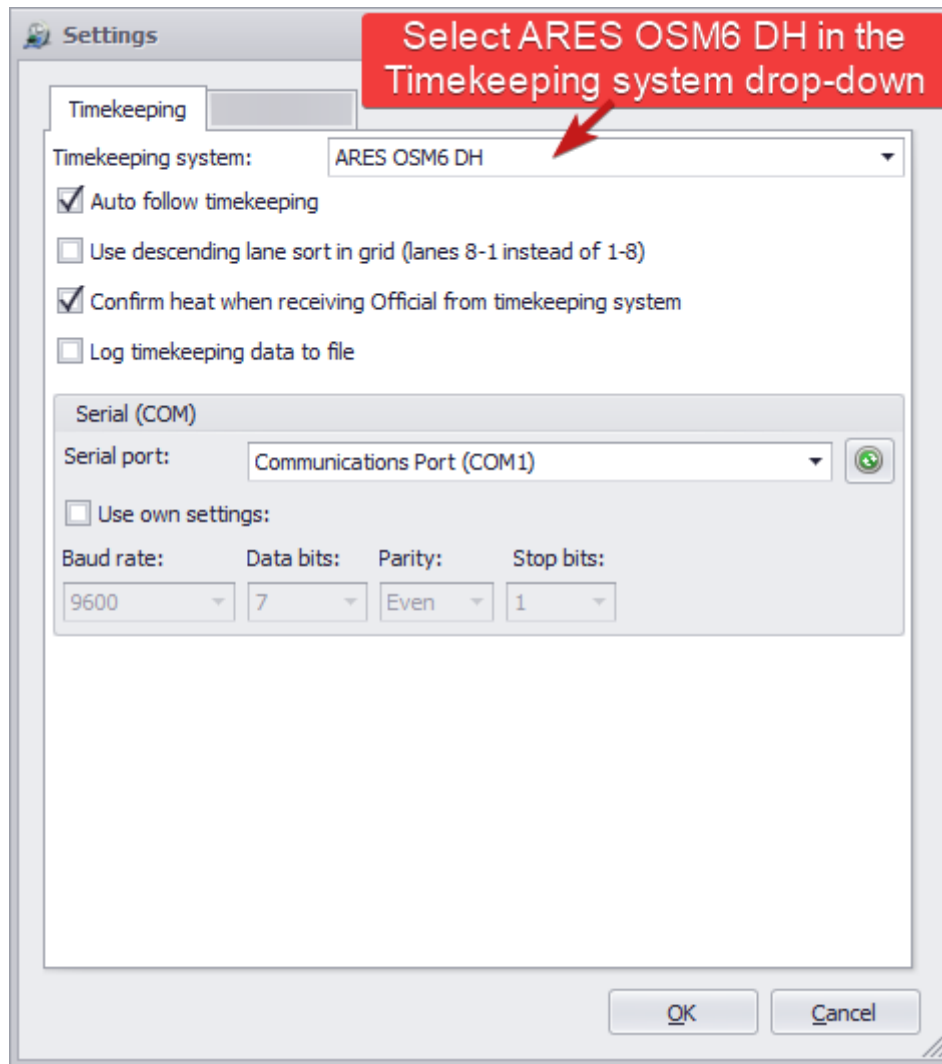 Settings
Select ARES OSM6 DH in the
Timekeeping system drop-down
Timekeeping
Timekeeping system: ARES OSM6 DH
Auto follow timekeeping
Use descending lane sort in grid (lanes 8-1 instead of 1-8)
Confirm heat when receiving Official from timekeeping system
Log timekeeping data to file
Serial (COM)
Serial port: Communications Port (COM1)
Use own settings:
Baud rate: Data bits: Parity: Stop bits:
9600 7 Even 1
OK Cancel